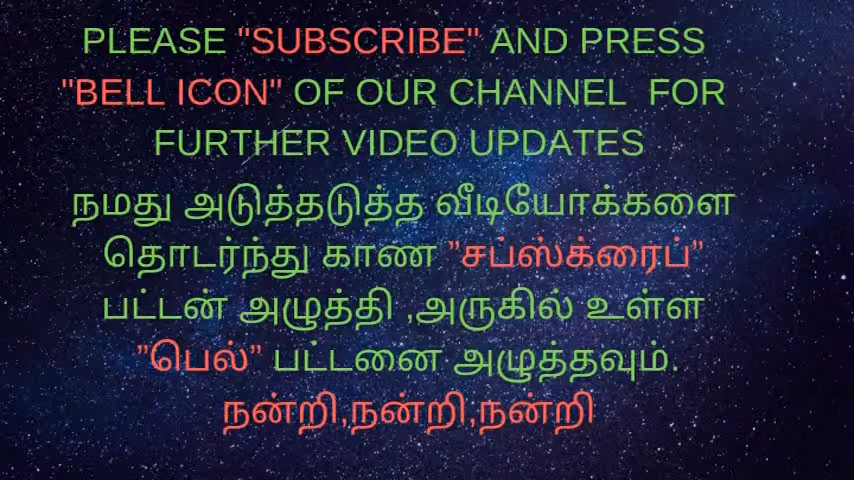 PLEASE "SUBSCRIBE" AND PRESS
"BELL ICON" OF OUR CHANNEL FOR
FURTHER VIDEO UPDATES
நமது அடுத்தடுத்த வீடியோக்களை
தொடர்ந்து காண ”சப்ஸ்க்ரைப்”
பட்டன் அழுத்தி ,அருகில் உள்ள
”பெல்” பட்டனை அழுத்தவும்.
நன்றி,நன்றி,நன்றி